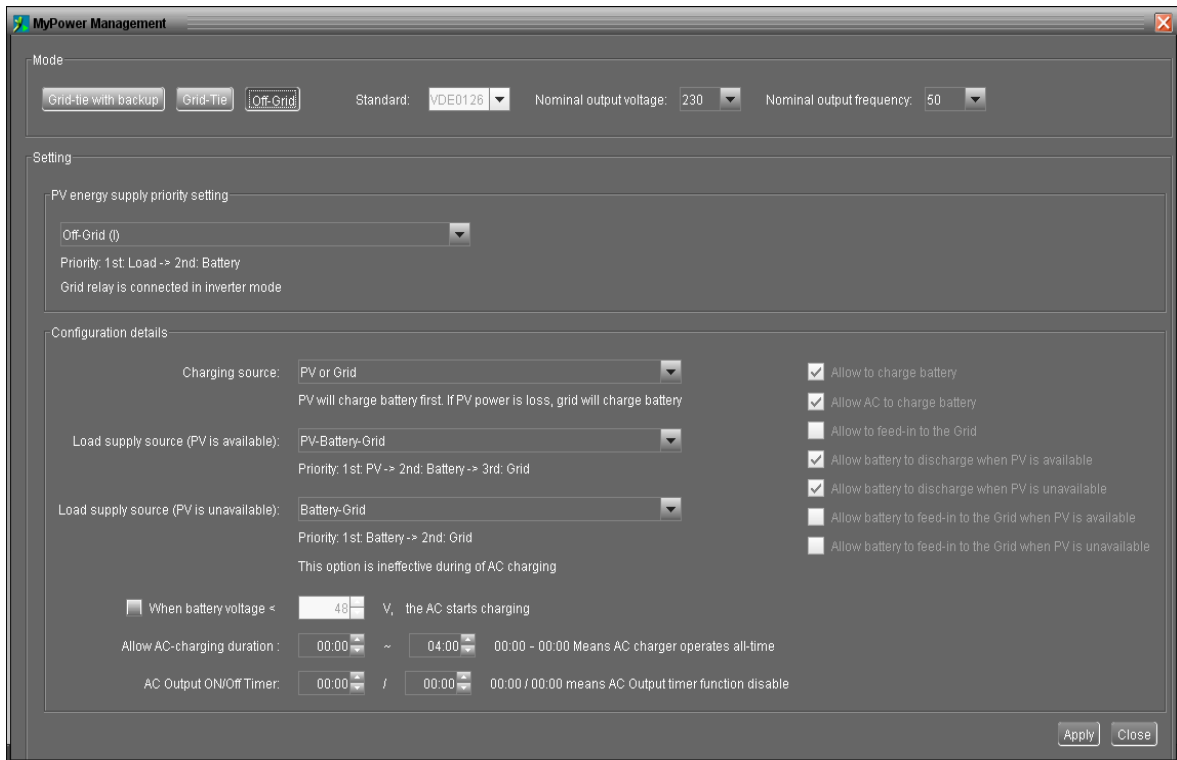 MyPower Management
Mode
Grid-tie with backup Grid-Tie Off-Grid Standard: VDE0126 Nominal output voltage: 230 Nominal output frequency: 50
Setting
PV energy supply priority setting
Off-Grid (I)
Priority: 1st: Load -> 2nd: Battery
Grid relay is connected in inverter mode
Configuration details
Charging source: PV or Grid
PV will charge battery first. If PV power is loss, grid will charge battery
Load supply source (PV is available): PV-Battery-Grid
Priority: 1st: PV -> 2nd: Battery -> 3rd: Grid
Load supply source (PV is unavailable): Battery-Grid
Priority: 1st: Battery -> 2nd: Grid
This option is ineffective during of AC charging
When battery voltage < 48 V, the AC starts charging
Allow AC-charging duration : 00:00 ~ 04:00 00:00 - 00:00 Means AC charger operates all-time
AC Output ON/Off Timer: 00:00 / 00:00 00:00 / 00:00 means AC Output timer function disable
Allow to charge battery
Allow AC to charge battery
Allow to feed-in to the Grid
Allow battery to discharge when PV is available
Allow battery to discharge when PV is unavailable
Allow battery to feed-in to the Grid when PV is available
Allow battery to feed-in to the Grid when PV is unavailable
Apply Close